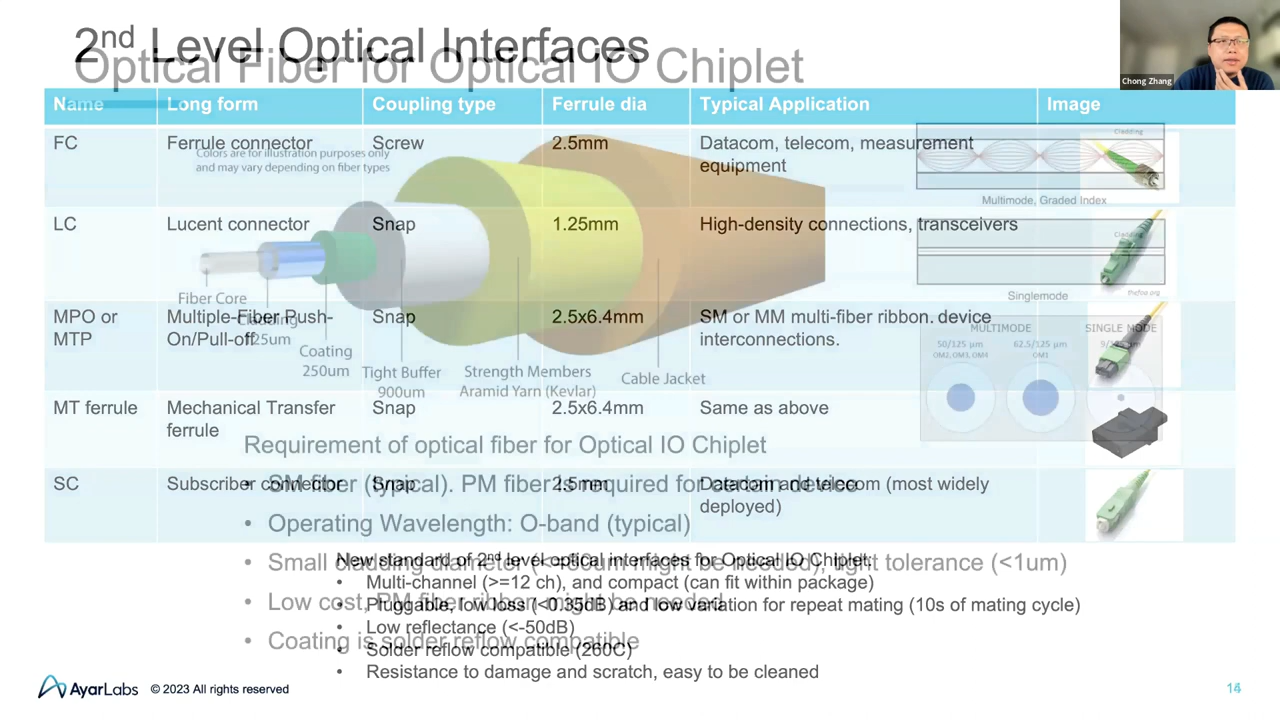 2nd Level Optical Interfaces
Optical Fiber for Optical IO Chiplet
Chong Zhang
Name Long form Coupling type Ferrule dia Typical Application Image
FC Ferrule connector Screw 2.5mm Datacom, telecom, measurement
equipment
Colors are for illustration purposes only
and may vary depending on fiber types
Cladding
Multimode, Graded Index
LC Lucent connector Snap 1.25mm High-density connections, transceivers
Cladding
Singlemode
thefoa.org
Fiber Core
Cladding
125um
Coating
250um
Tight Buffer
900um
Strength Members
Aramid Yarn (Kevlar)
Cable Jacket
MPO or
MTP
Multiple-Fiber Push-
On/Pull-off
Snap 2.5x6.4mm SM or MM multi-fiber ribbon. device
interconnections.
MULTIMODE SINGLE MODE
50/125 µm 62.5/125 µm 9/125 µm
OM2, OM3, OM4 OM1
MT ferrule Mechanical Transfer
ferrule
Snap 2.5x6.4mm Same as above
SC Subscriber connector Snap 2.5mm Datacom and telecom (most widely
deployed)
Requirement of optical fiber for Optical IO Chiplet
• SM fiber (typical). PM fiber is required for certain device
• Operating Wavelength: O-band (typical)
• Small cladding diameter (<=80um might be needed), tight tolerance (<1um)
• Low cost, PM fiber ribbon might be needed
• Coating is solder reflow compatible
New standard of 2nd level optical interfaces for Optical IO Chiplet:
• Multi-channel (>=12 ch), and compact (can fit within package)
• Pluggable, low loss (<0.35dB) and low variation for repeat mating (10s of mating cycle)
• Low reflectance (<-50dB)
• Solder reflow compatible (260C)
• Resistance to damage and scratch, easy to be cleaned
AyarLabs © 2023 All rights reserved